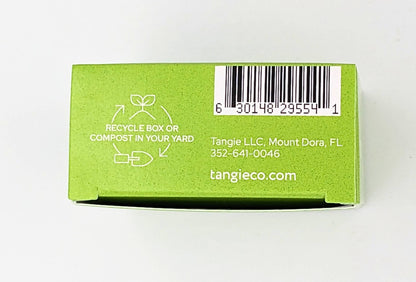 RECYCLE BOX OR
COMPOST IN YOUR YARD
6 30148 29554 1
Tangie LLC, Mount Dora, FL
352-641-0046
tangieco.com